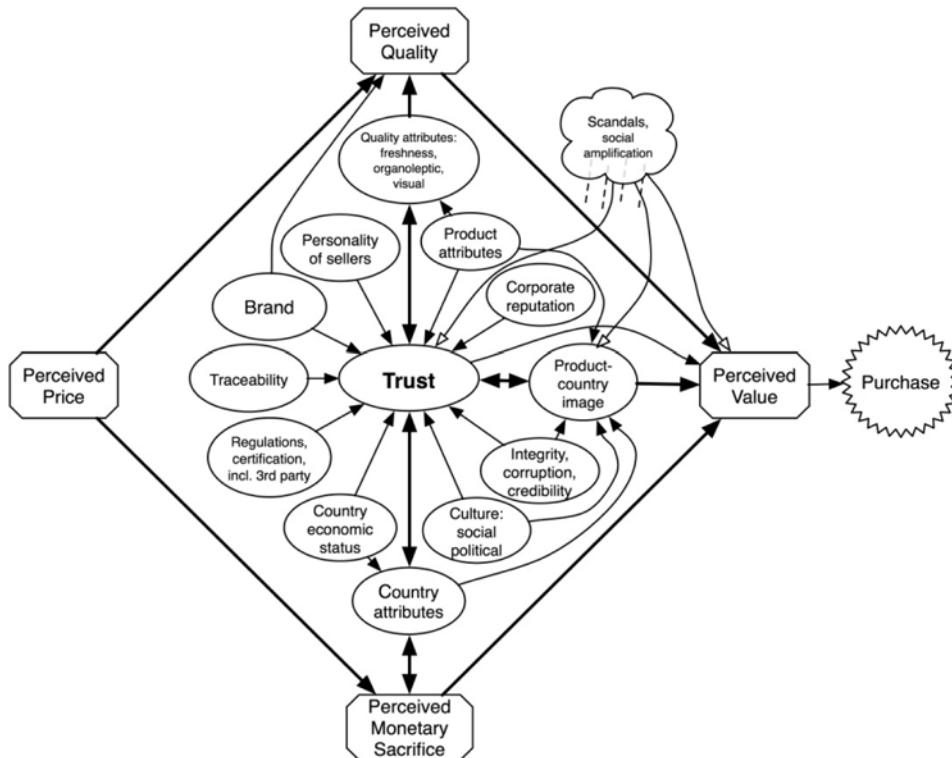 Perceived
Quality
Scandals,
social
amplification
Quality attributes:
freshness,
organoleptic,
visual
Personality
of sellers
Product
attributes
Corporate
reputation
Brand
Perceived
Price
Traceability
Trust
Product-
country
image
Perceived
Value
Purchase
Regulations,
certification,
incl. 3rd party
Integrity,
corruption,
credibility
Country
economic
status
Culture:
social
political
Country
attributes
Perceived
Monetary
Sacrifice